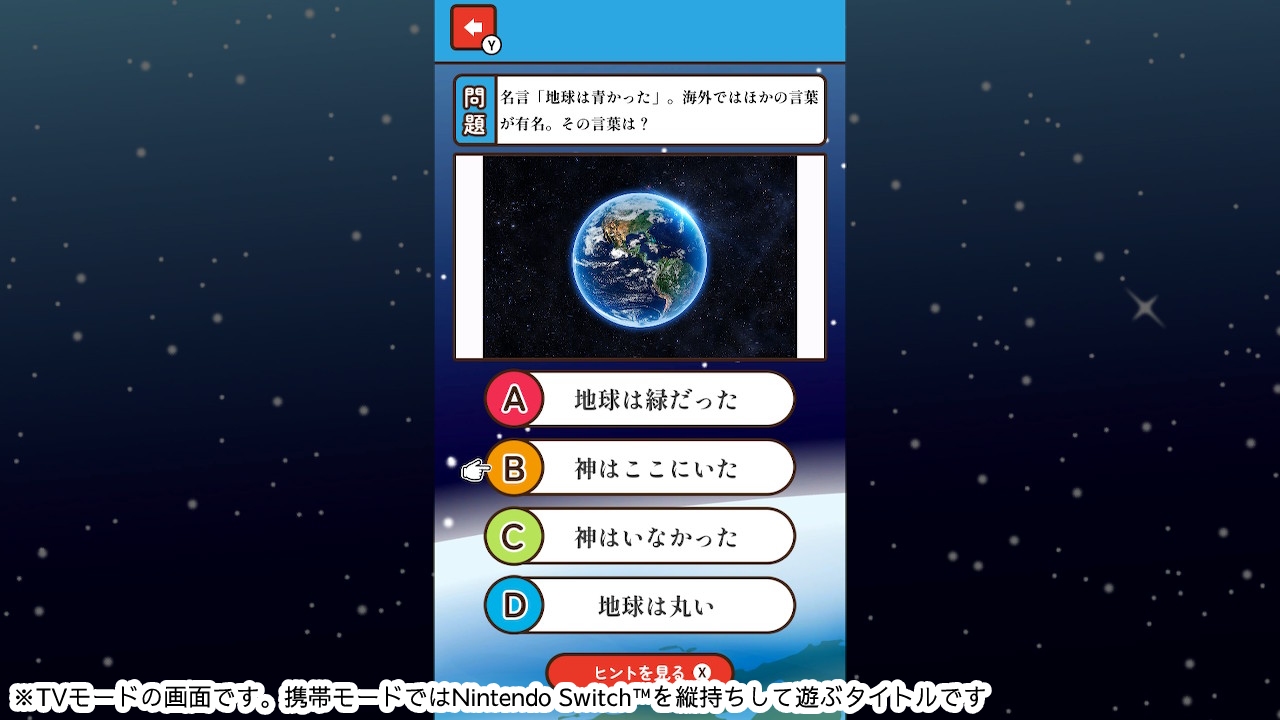 Y
問題
名言「地球は青かった」。海外ではほかの言葉
が有名。その言葉は？
A 地球は緑だった
B 神はここにいた
C 神はいなかった
D 地球は丸い
ヒントを見る X
※TVモードの画面です。携帯モードではNintendo Switch™を縦持ちして遊ぶタイトルです